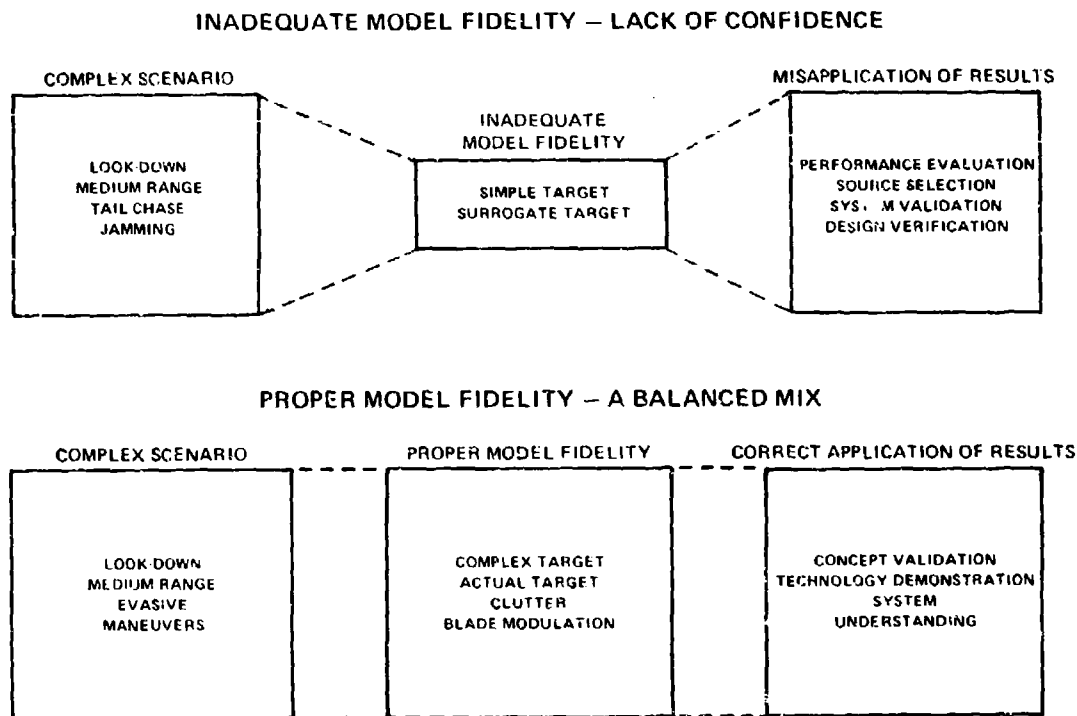 INADEQUATE MODEL FIDELITY – LACK OF CONFIDENCE
COMPLEX SCENARIO
MISAPPLICATION OF RESULTS
INADEQUATE
MODEL FIDELITY
LOOK-DOWN
MEDIUM RANGE
TAIL CHASE
JAMMING
SIMPLE TARGET
SURROGATE TARGET
PERFORMANCE EVALUATION
SOURCE SELECTION
VALIDATION
DESIGN VERIFICATION
PROPER MODEL FIDELITY – A BALANCED MIX
COMPLEX SCENARIO
PROPER MODEL FIDELITY
CORRECT APPLICATION OF RESULTS
LOOK-DOWN
MEDIUM RANGE
EVASIVE
MANEUVERS
COMPLEX TARGET
ACTUAL TARGET
CLUTTER
BLADE MODULATION
CONCEPT VALIDATION
TECHNOLOGY DEMONSTRATION
SYSTEM
UNDERSTANDING